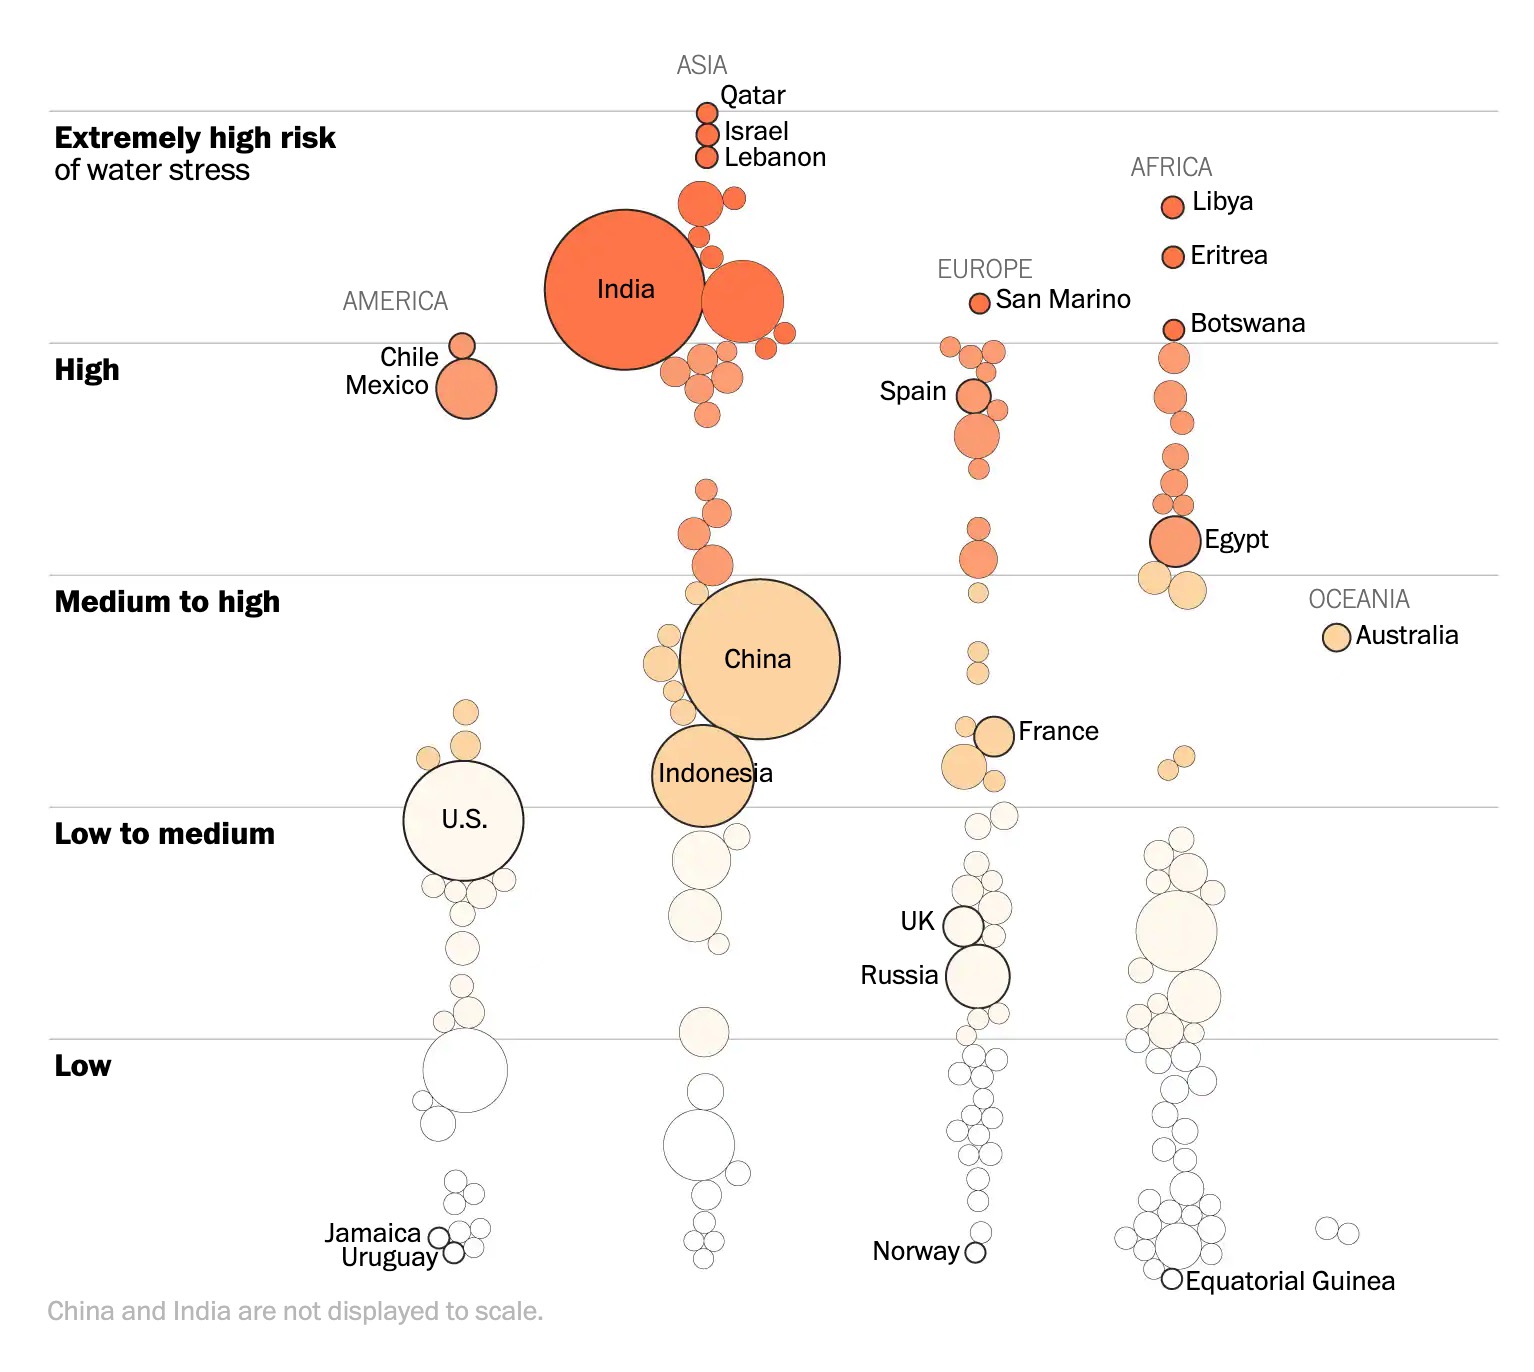 ASIA
Qatar
Extremely high risk
of water stress
Israel
Lebanon
AFRICA
Libya
Eritrea
EUROPE
India
AMERICA
San Marino
Botswana
High
Chile
Mexico
Spain
Egypt
Medium to high
OCEANIA
Australia
China
France
Indonesia
Low to medium
U.S.
UK
Russia
Low
Jamaica
Uruguay
Norway
Equatorial Guinea
China and India are not displayed to scale.